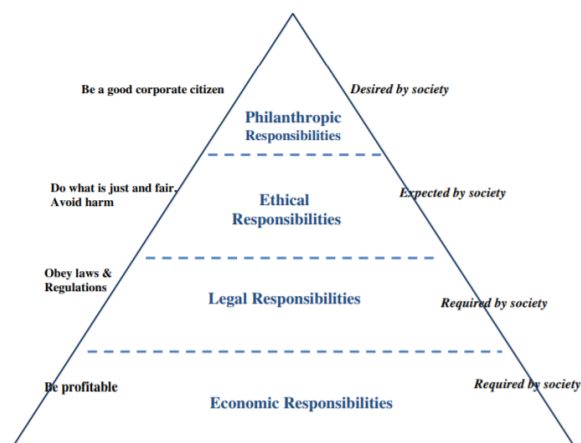 Be a good corporate citizen
Desired by society
Philanthropic
Responsibilities
Do what is just and fair,
Avoid harm
Expected by society
Ethical
Responsibilities
Obey laws &
Regulations
Legal Responsibilities
Required by society
Be profitable
Required by society
Economic Responsibilities